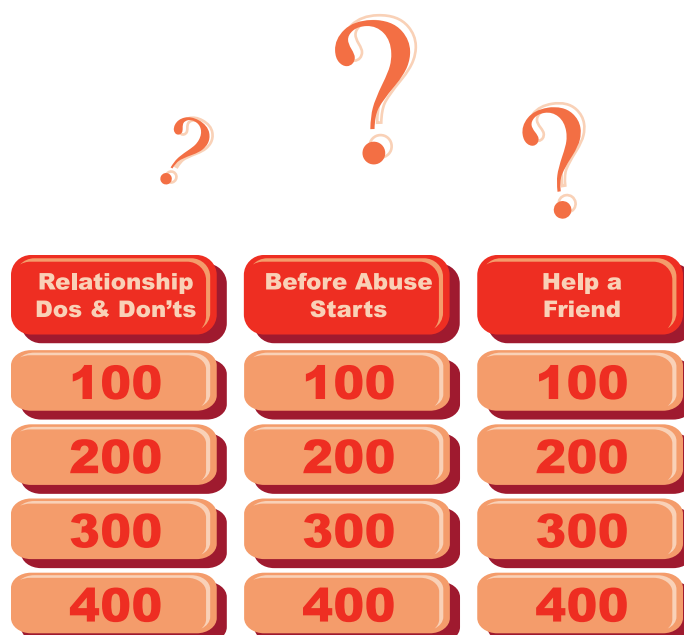 ?
?
?
Relationship
Dos & Don’ts
Before Abuse
Starts
Help a
Friend
100
100
100
200
200
200
300
300
300
400
400
400